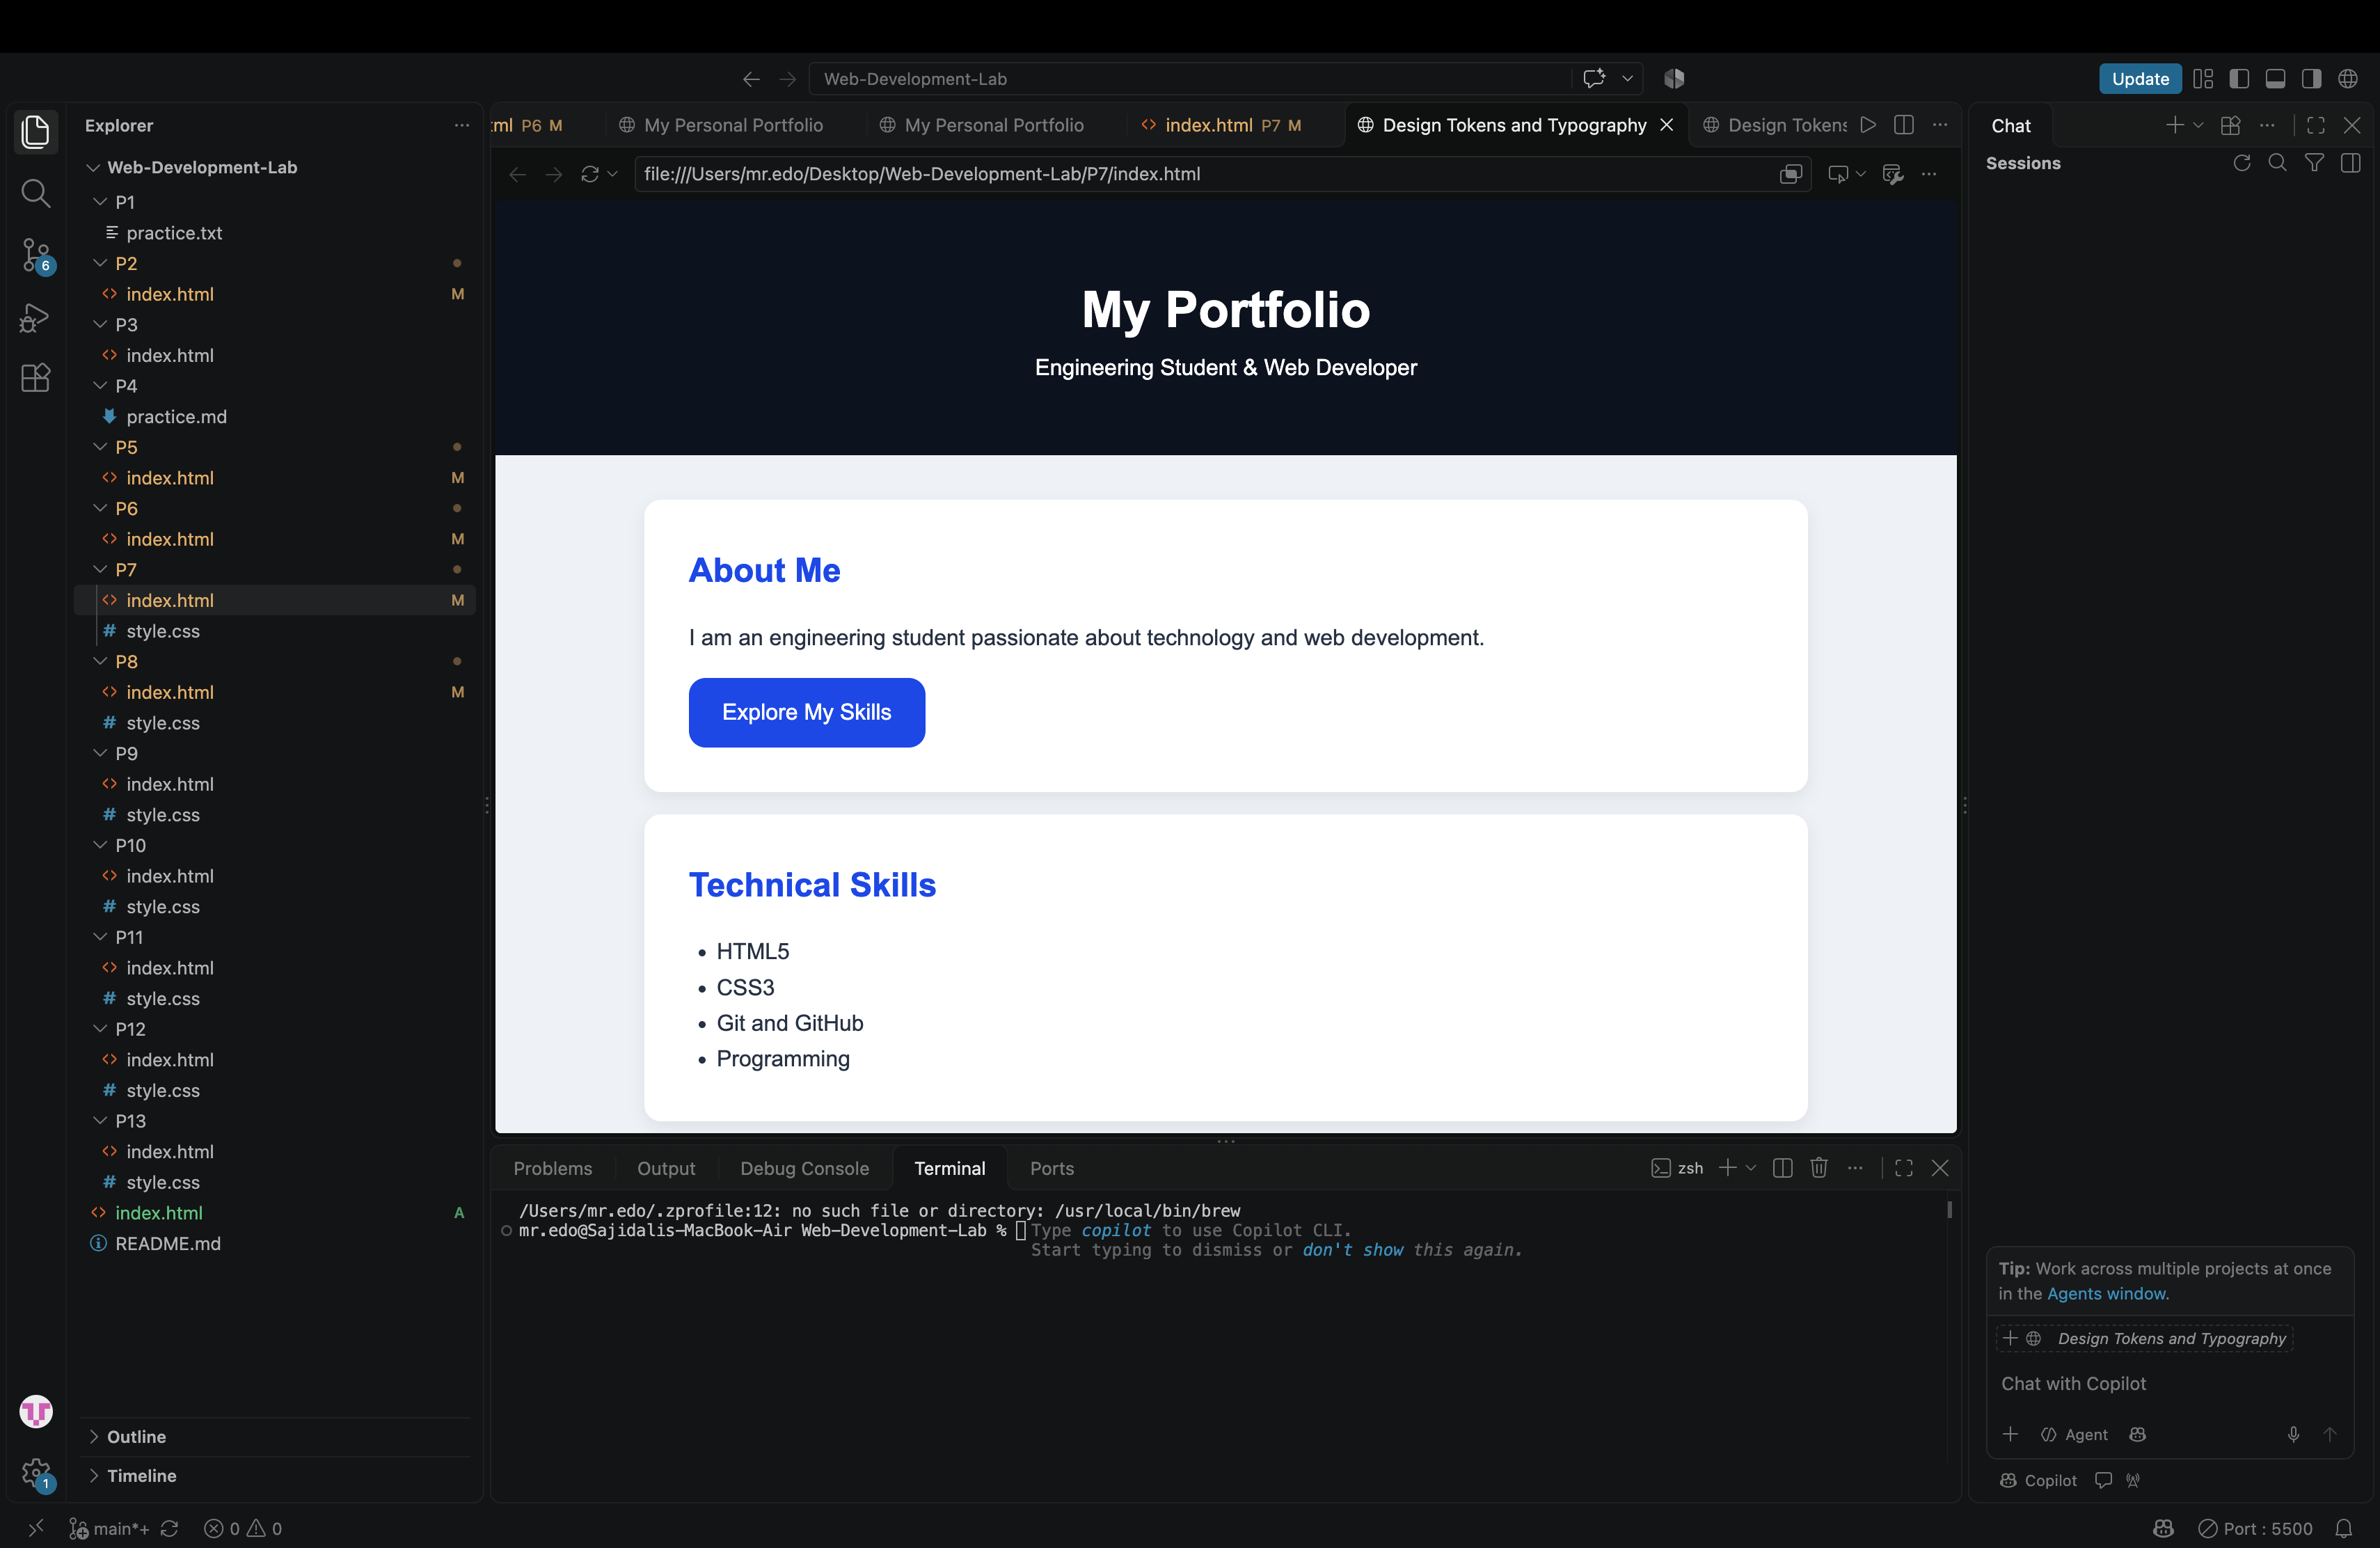 Web-Development-Lab
Update
Explorer
Web-Development-Lab
P1
practice.txt
P2
index.html M
P3
index.html
P4
practice.md
P5
index.html M
P6
index.html M
P7
index.html M
style.css
P8
index.html M
style.css
P9
index.html
style.css
P10
index.html
style.css
P11
index.html
style.css
P12
index.html
style.css
P13
index.html
style.css
index.html A
README.md
Outline
Timeline
6
1
ml P6 M
My Personal Portfolio
My Personal Portfolio
index.html P7 M
Design Tokens and Typography
Design Tokens
file:///Users/mr.edo/Desktop/Web-Development-Lab/P7/index.html
My Portfolio
Engineering Student & Web Developer
About Me
I am an engineering student passionate about technology and web development.
Explore My Skills
Technical Skills
• HTML5
• CSS3
• Git and GitHub
• Programming
Problems Output Debug Console Terminal Ports
zsh
/Users/mr.edo/.zprofile:12: no such file or directory: /usr/local/bin/brew
mr.edo@Sajidalis-MacBook-Air Web-Development-Lab % Type copilot to use Copilot CLI.
Start typing to dismiss or don't show this again.
Chat
Sessions
Tip: Work across multiple projects at once
in the Agents window.
Design Tokens and Typography
Chat with Copilot
Agent
Copilot
main*+ 0 0
Port : 5500